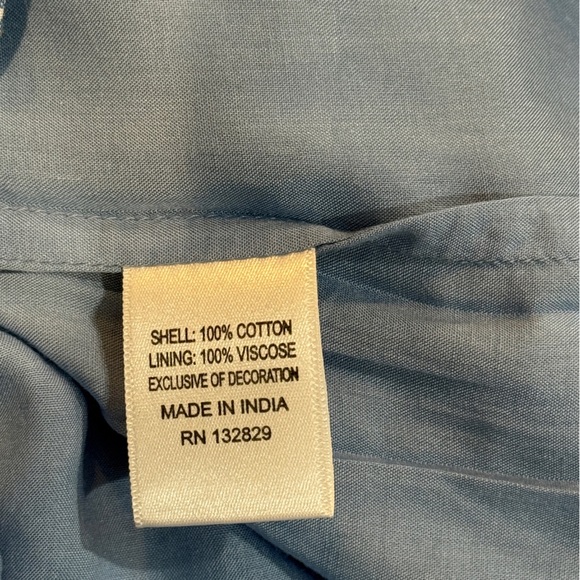 SHELL: 100% COTTON
LINING: 100% VISCOSE
EXCLUSIVE OF DECORATION
MADE IN INDIA
RN 132829